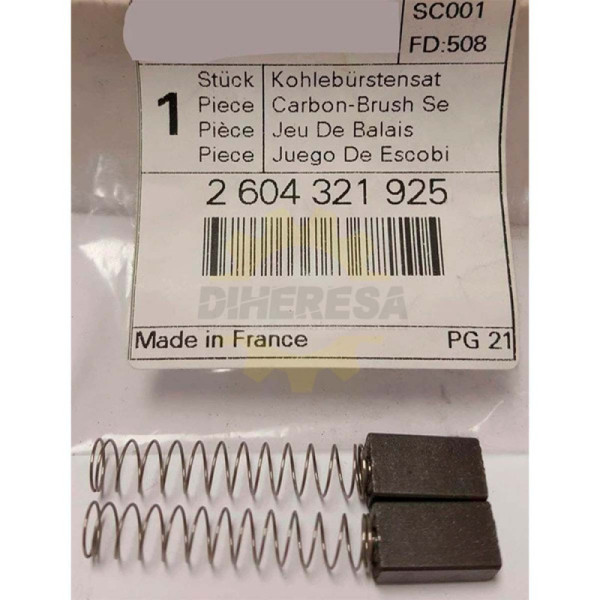 SC001
FD:508
1
Stück Kohlebürstensat
Piece Carbon-Brush Se
Pièce Jeu De Balais
Piece Juego De Escobi
2 604 321 925
DIHERESA
Made in France PG 21